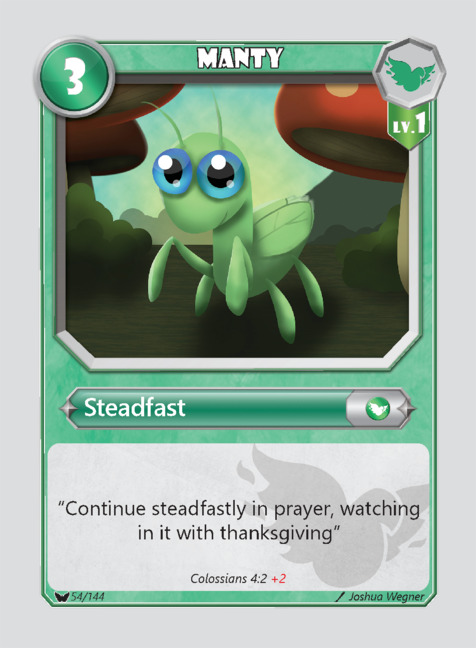 MANTY
3
LV.1
Steadfast
“Continue steadfastly in prayer, watching
in it with thanksgiving”
Colossians 4:2 +2
54/144
Joshua Wegner